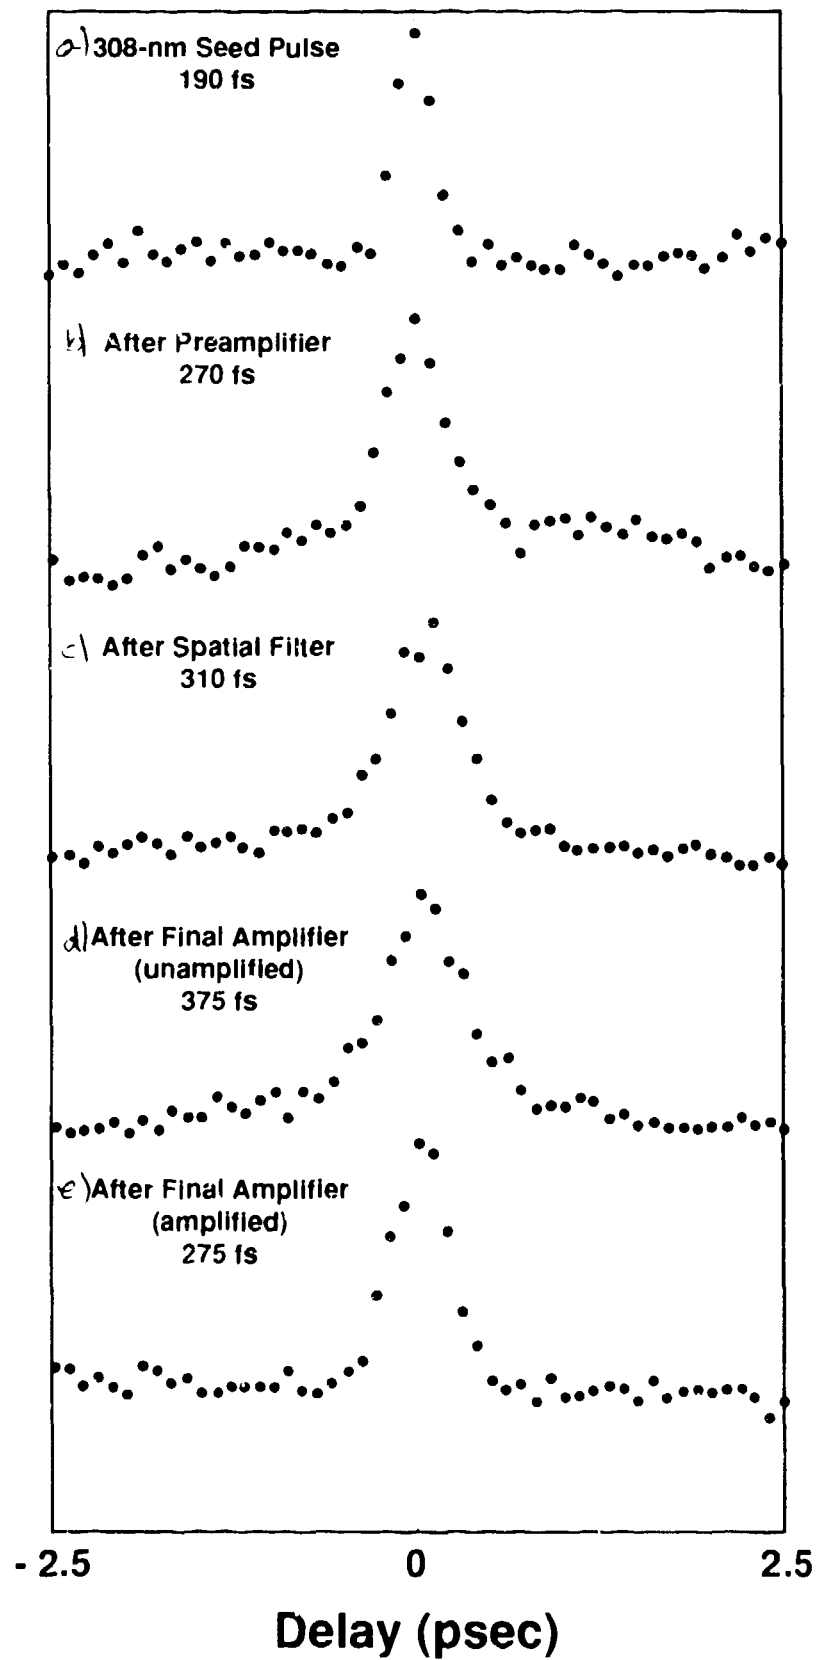 a) 308-nm Seed Pulse
190 fs
b) After Preamplifier
270 fs
c) After Spatial Filter
310 fs
d) After Final Amplifier
(unamplified)
375 fs
e) After Final Amplifier
(amplified)
275 fs
- 2.5 0 2.5
Delay (psec)